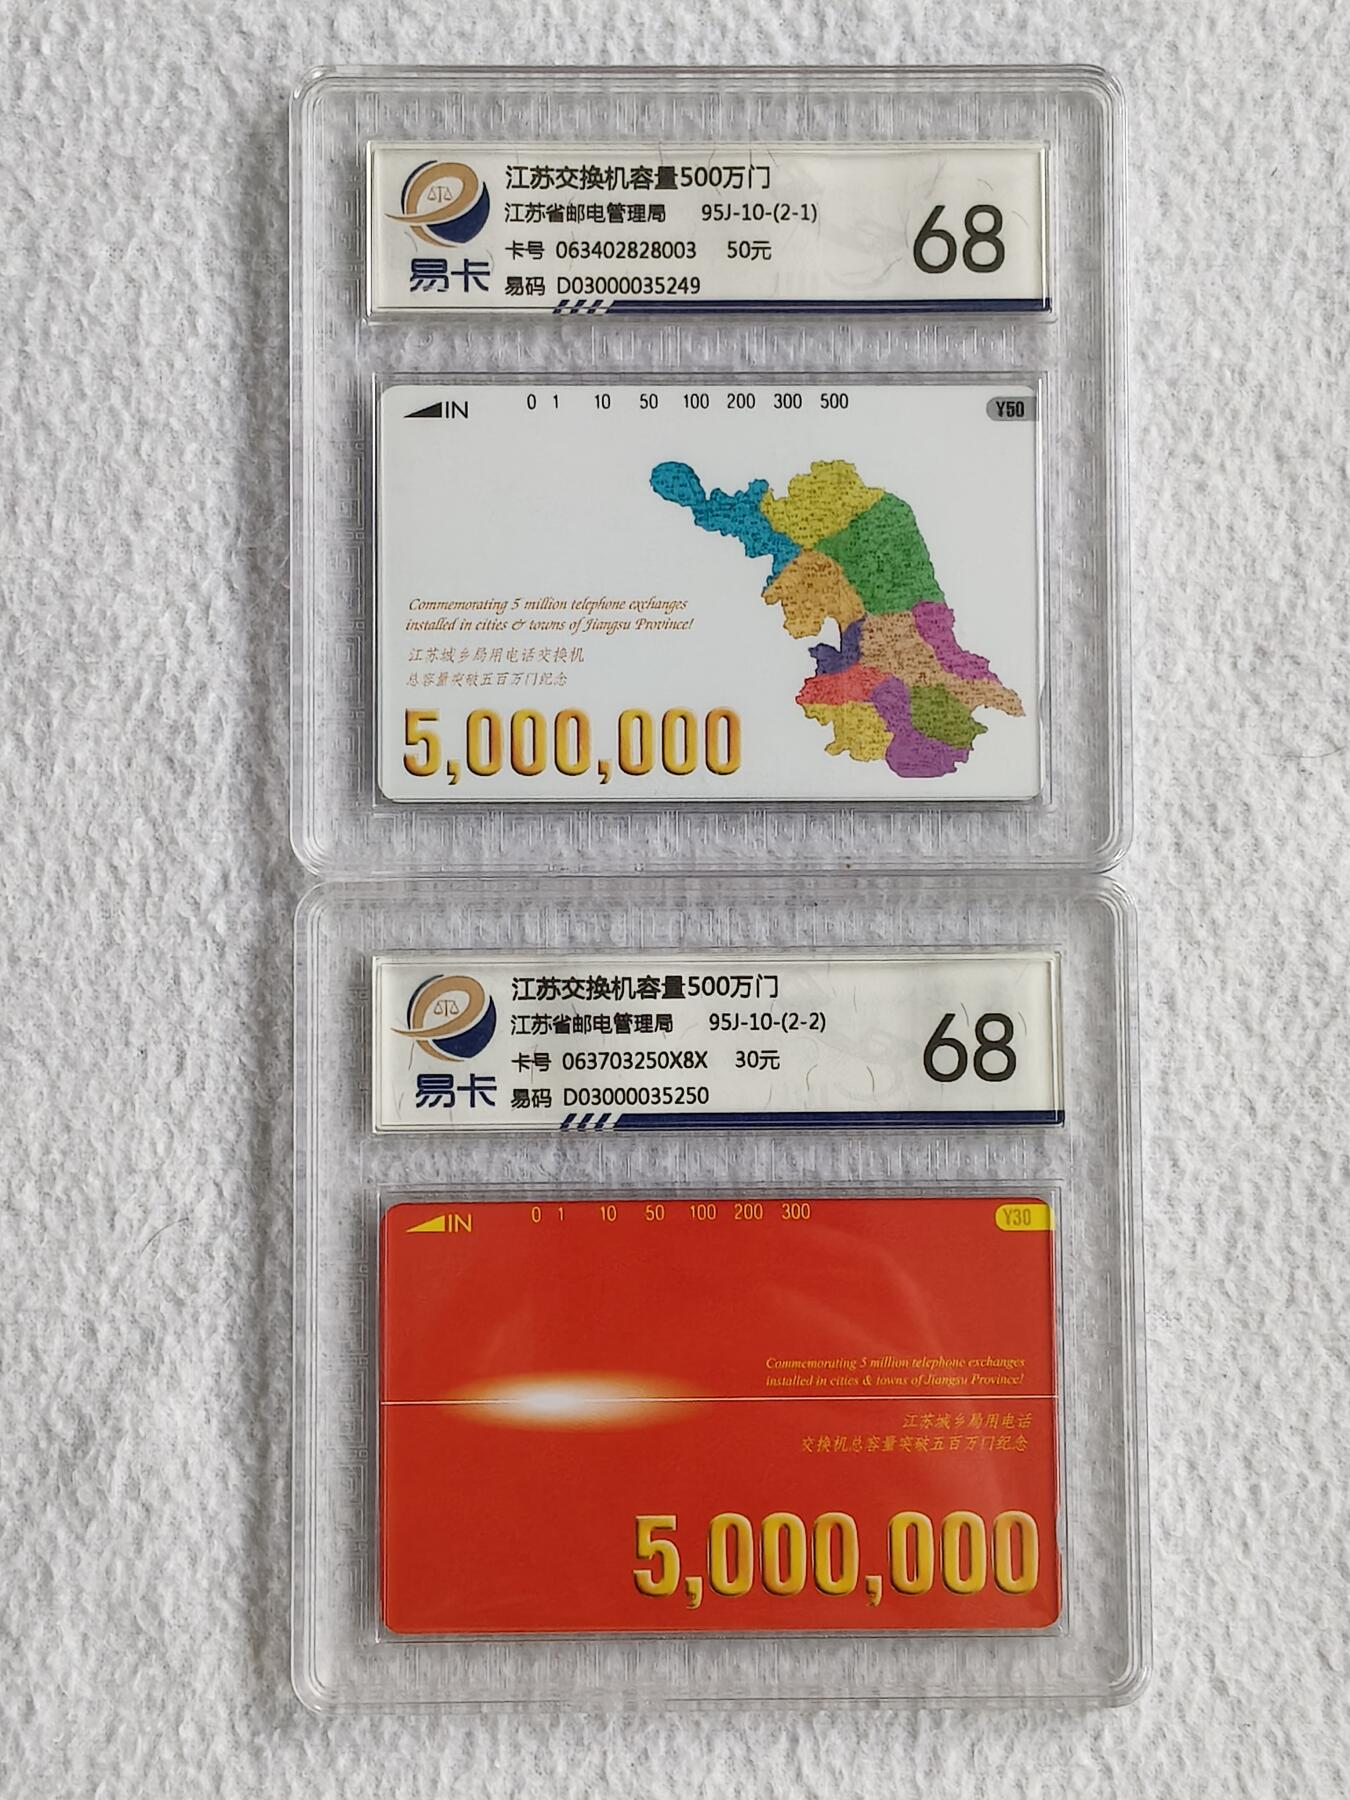 江苏交换机容量500万门
江苏省邮电管理局 95J-10-(2-1)
卡号 063402828003 50元
易码 D03000035249
易卡
68
IN 0 1 10 50 100 200 300 500 Y50
Commemorating 5 million telephone exchanges
installed in cities & towns of Jiangsu Province!
江苏城乡局用电话交换机
总容量突破五百万门纪念
5,000,000
江苏交换机容量500万门
江苏省邮电管理局 95J-10-(2-2)
卡号 063703250X8X 30元
易码 D03000035250
易卡
68
IN 0 1 10 50 100 200 300 Y30
Commemorating 5 million telephone exchanges
installed in cities & towns of Jiangsu Province!
江苏城乡局用电话
交换机总容量突破五百万门纪念
5,000,000